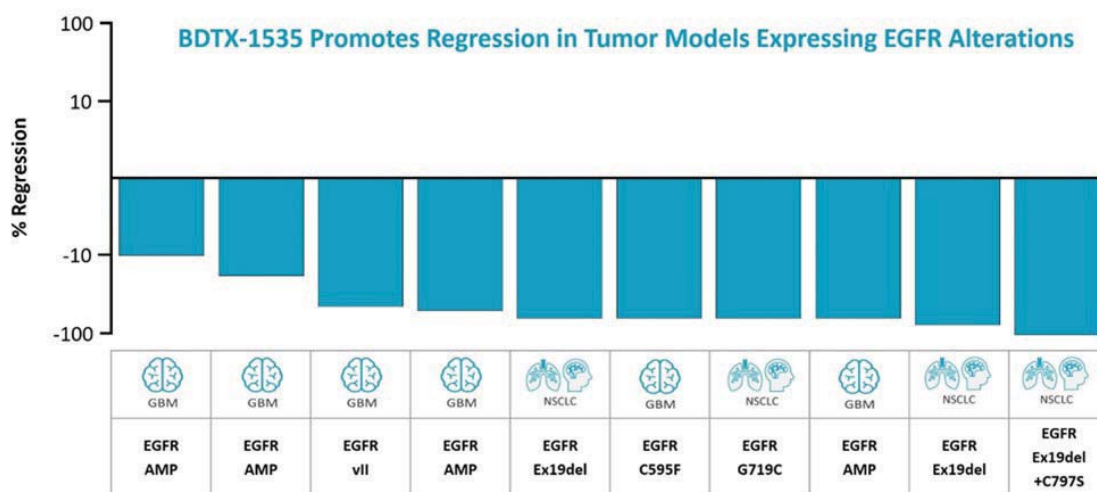 BDTX-1535 Promotes Regression in Tumor Models Expressing EGFR Alterations
% Regression
100
10
-10
-100
GBM
GBM
GBM
GBM
NSCLC
GBM
NSCLC
GBM
NSCLC
NSCLC
EGFR
AMP
EGFR
AMP
EGFR
vII
EGFR
AMP
EGFR
Ex19del
EGFR
C595F
EGFR
G719C
EGFR
AMP
EGFR
Ex19del
EGFR
Ex19del
+C797S